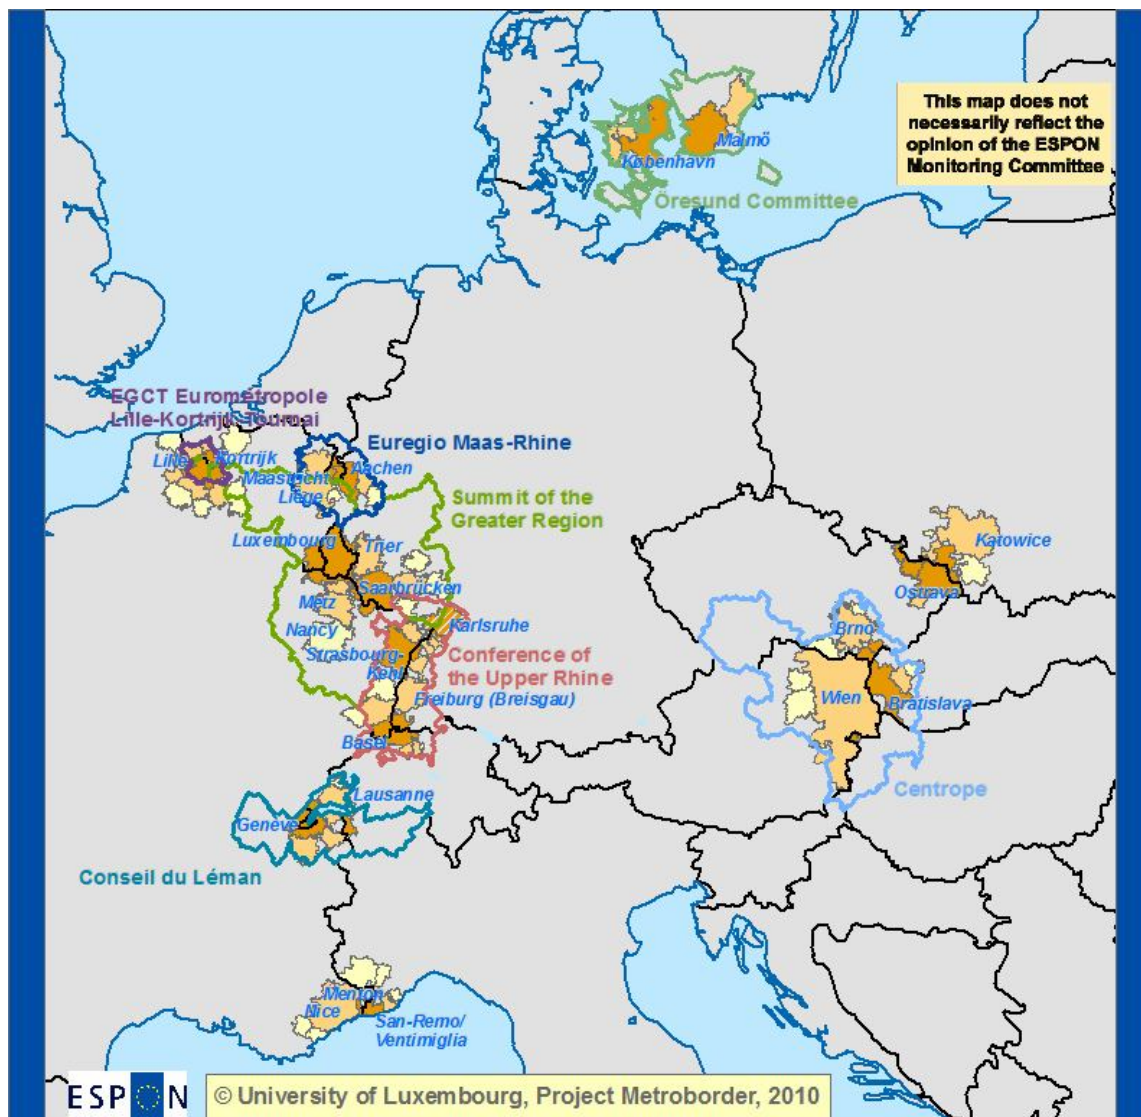 This map does not
necessarily reflect the
opinion of the ESPON
Monitoring Committee
Malmö
København
Öresund Committee
EGCT Eurométropole
Lille-Kortrijk-Tournai
Euregio Maas-Rhine
Lille
Kortrijk
Aachen
Maastricht
Liège
Summit of the
Greater Region
Luxembourg
Trier
Katowice
Saarbrücken
Ostrava
Metz
Nancy
Karlsruhe
Brno
Strasbourg-
Kehl
Conference of
the Upper Rhine
Freiburg (Breisgau)
Wien
Bratislava
Basel
Centrope
Lausanne
Genève
Conseil du Léman
Menton
Nice
San-Remo/
Ventimiglia
ESPON
© University of Luxembourg, Project Metroborder, 2010